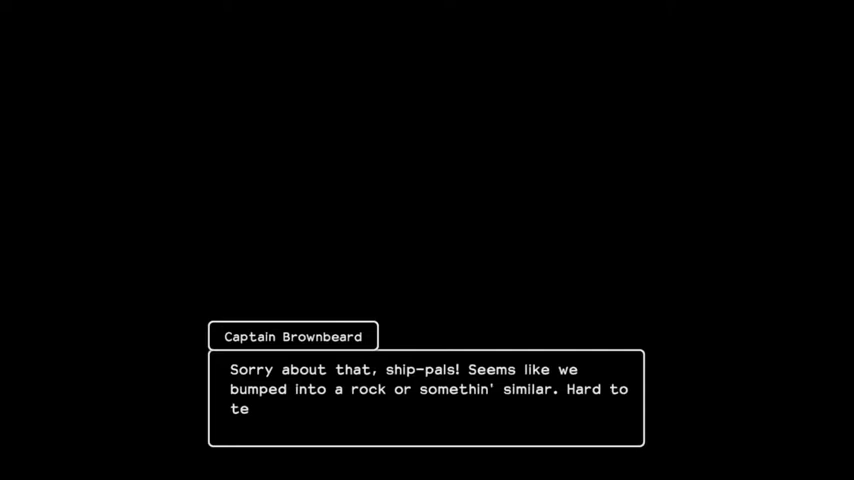 Captain Brownbeard
Sorry about that, ship-pals! Seems like we
bumped into a rock or somethin' similar. Hard to
te